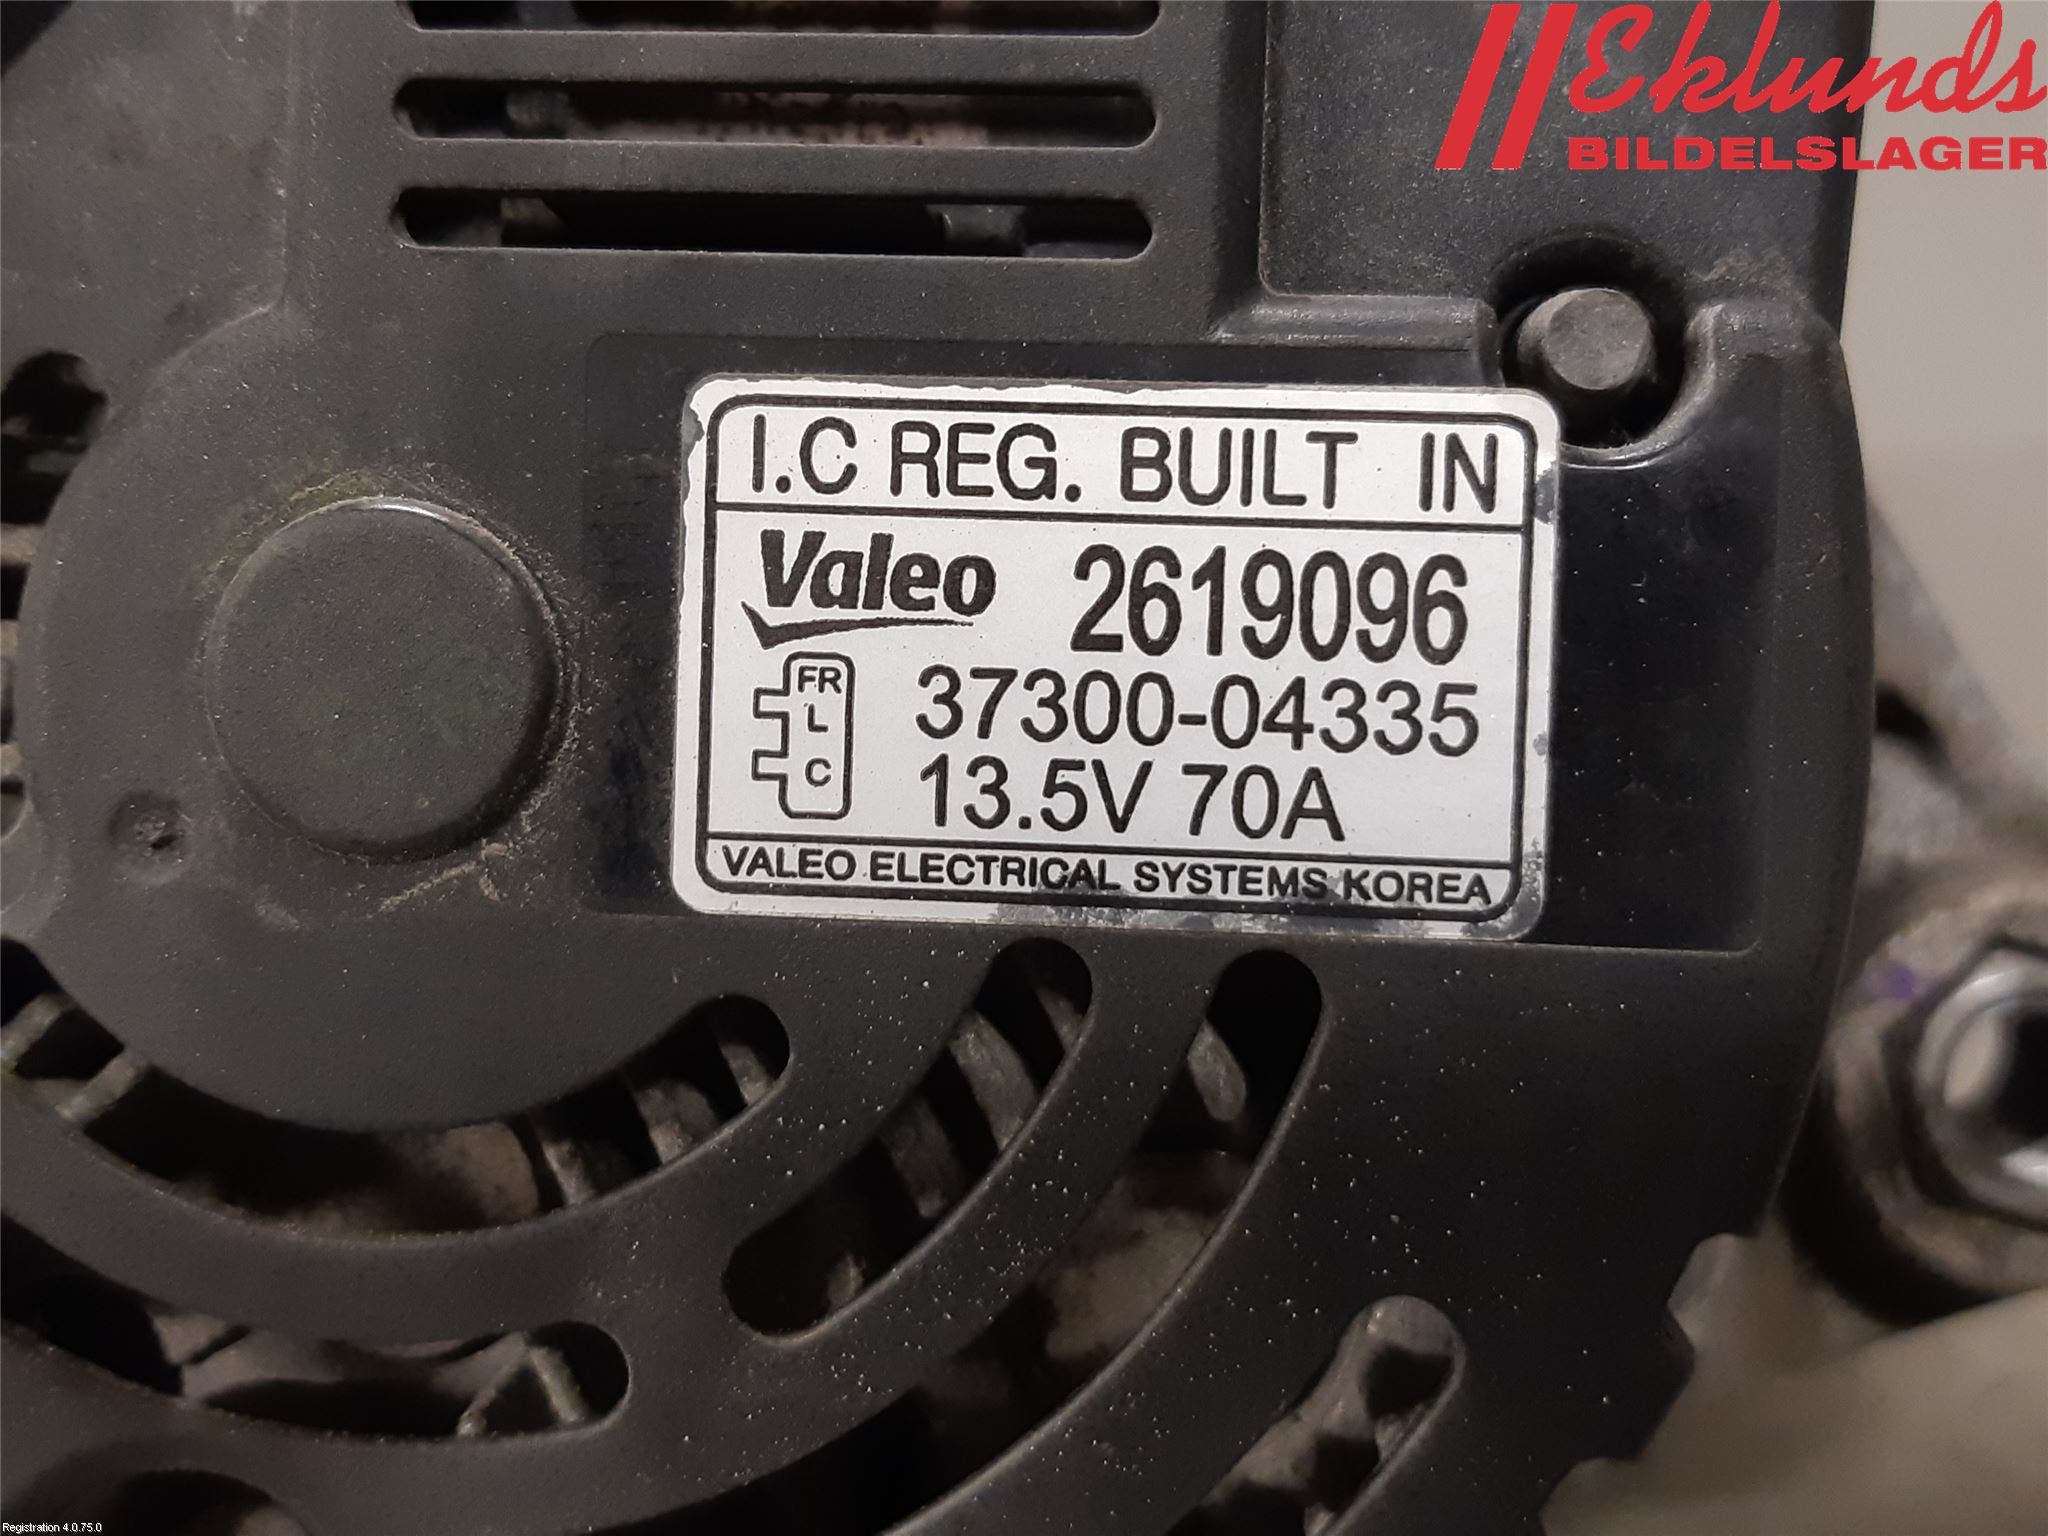 Eklunds
BILDELSLAGER
I.C REG. BUILT IN
Valeo 2619096
FR
L
C
37300-04335
13.5V 70A
VALEO ELECTRICAL SYSTEMS KOREA
Registration 4.0.75.0